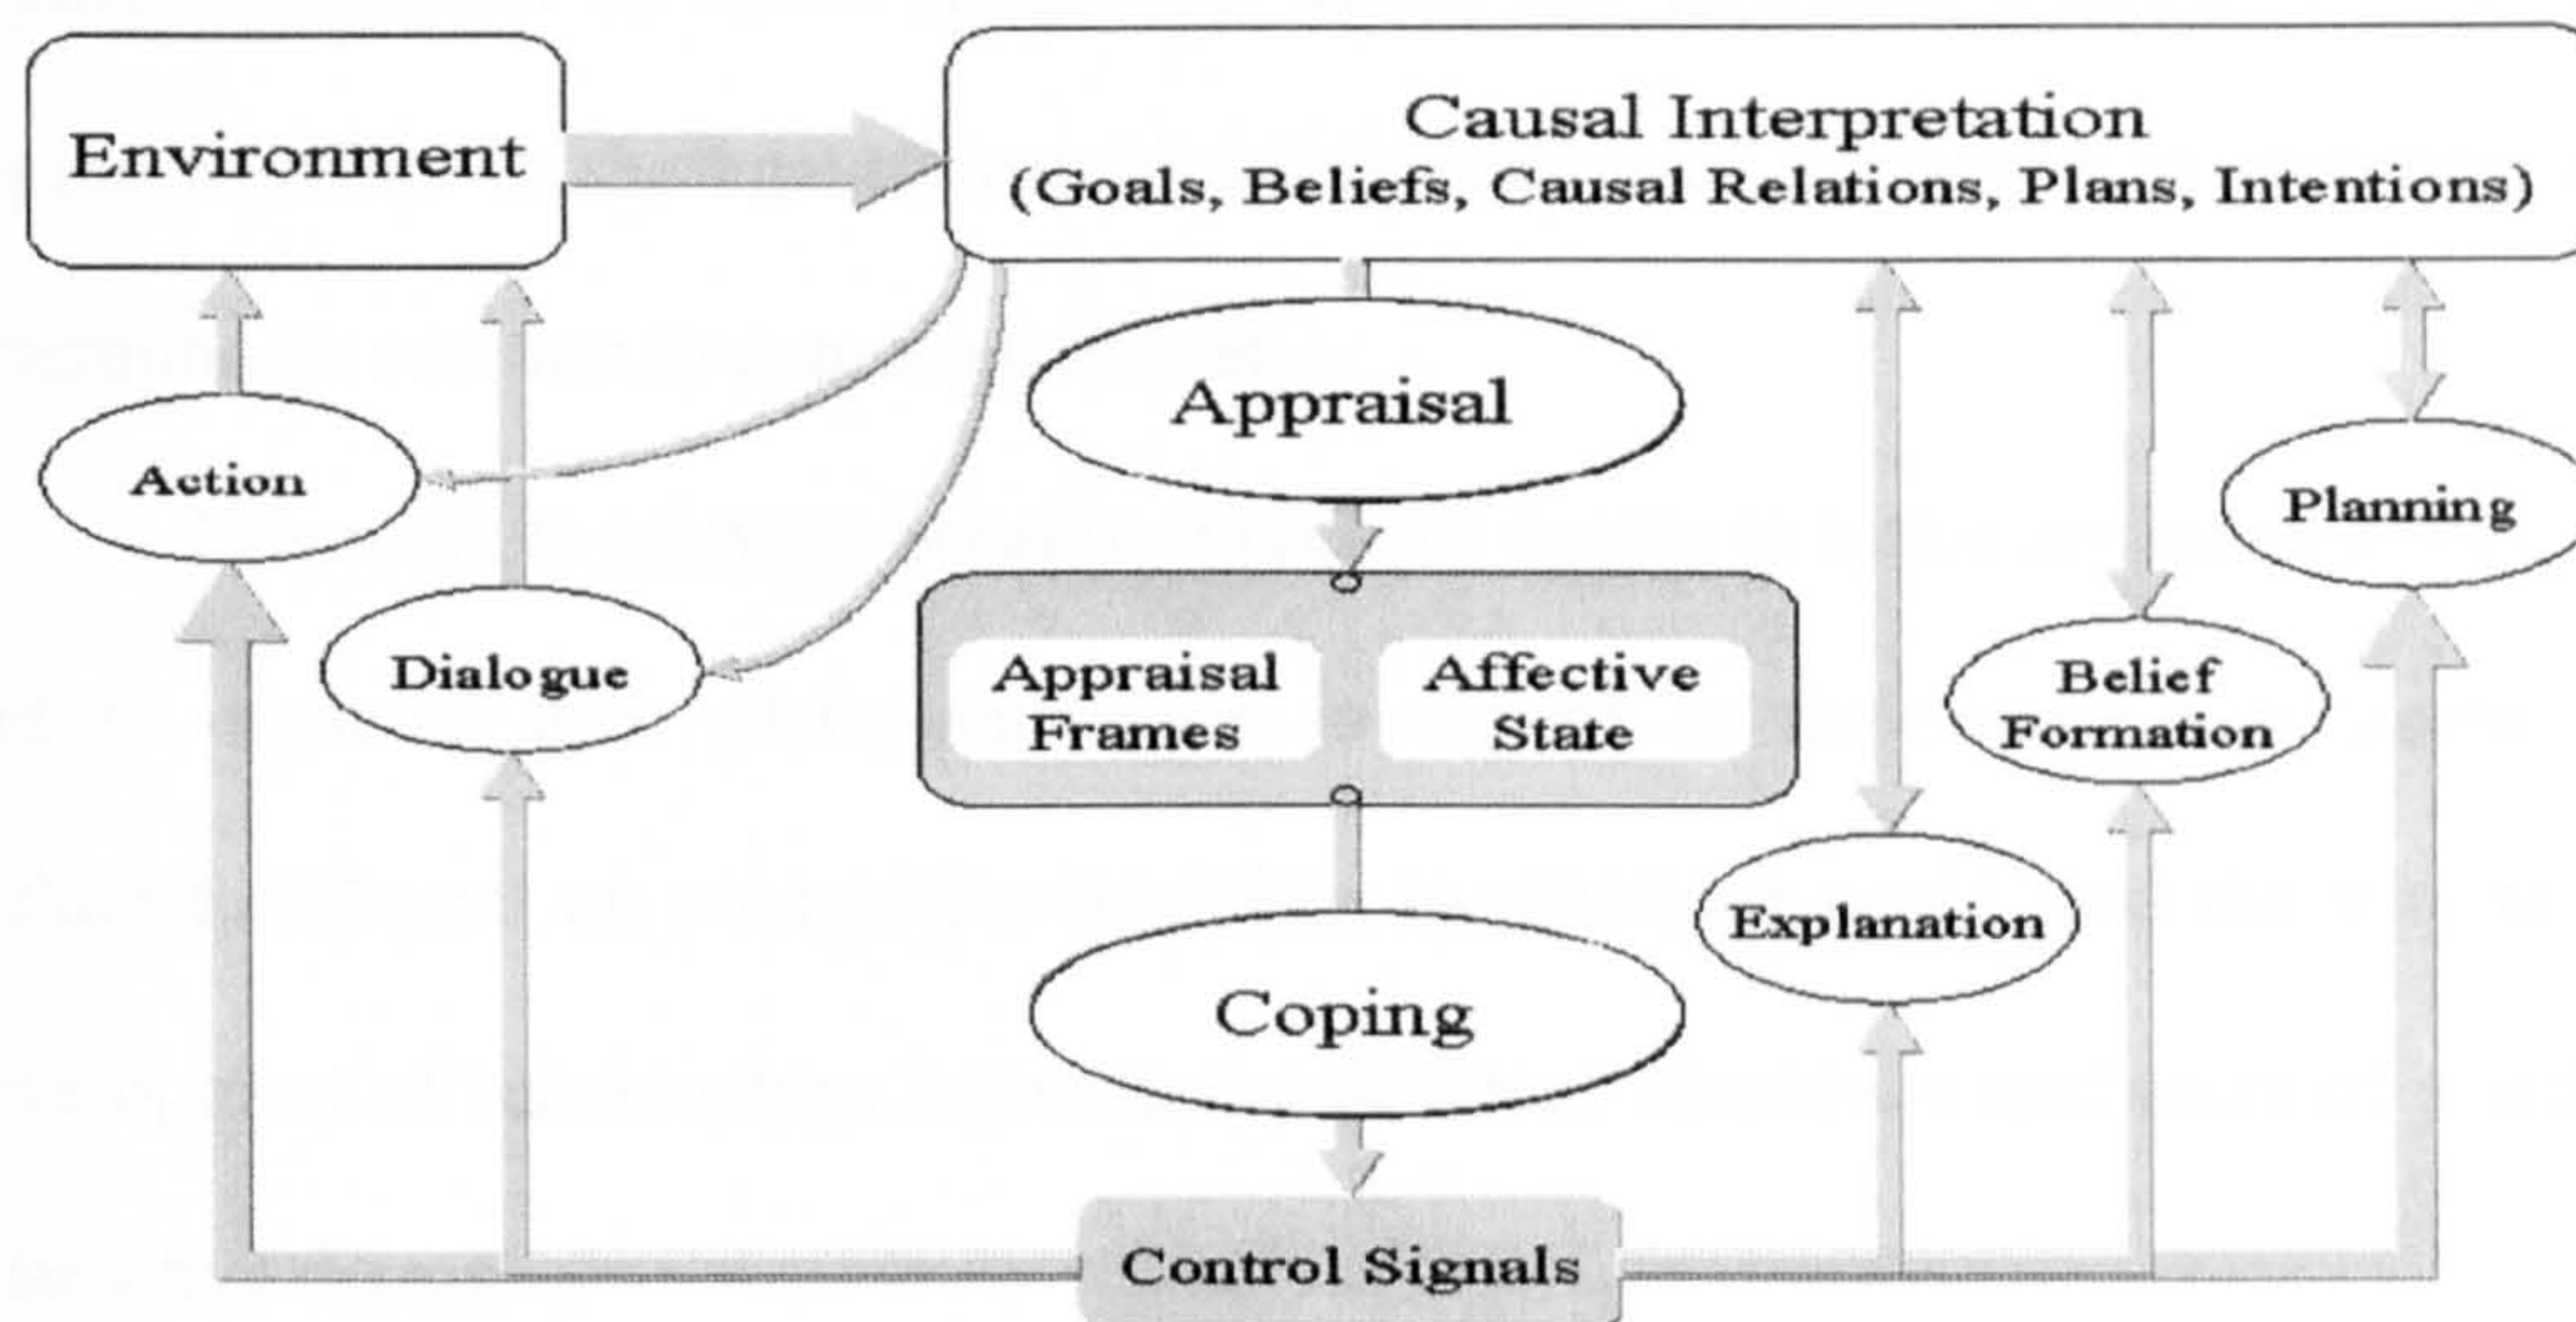 Environment
Causal Interpretation
(Goals, Beliefs, Causal Relations, Plans, Intentions)
Appraisal
Action
Planning
Dialogue
Appraisal
Frames
Affective
State
Belief
Formation
Explanation
Coping
Control Signals